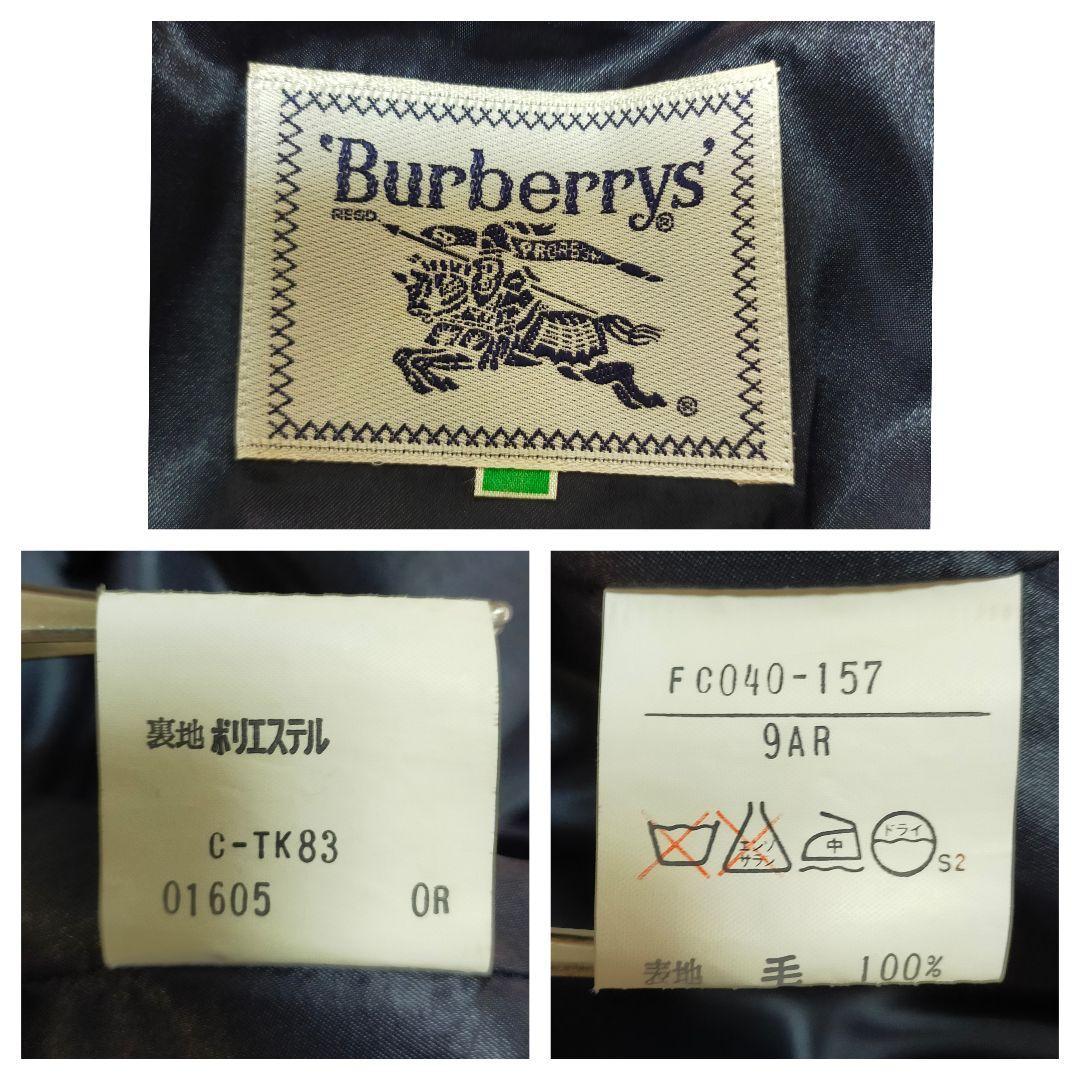 'Burberrys'®
REGD
PRORSUM
®
裏地 ポリエステル
C-TK83
01605 OR
FC040-157
9AR
エンソ
サラシ
中
ドライ
S2
表地 毛 100%